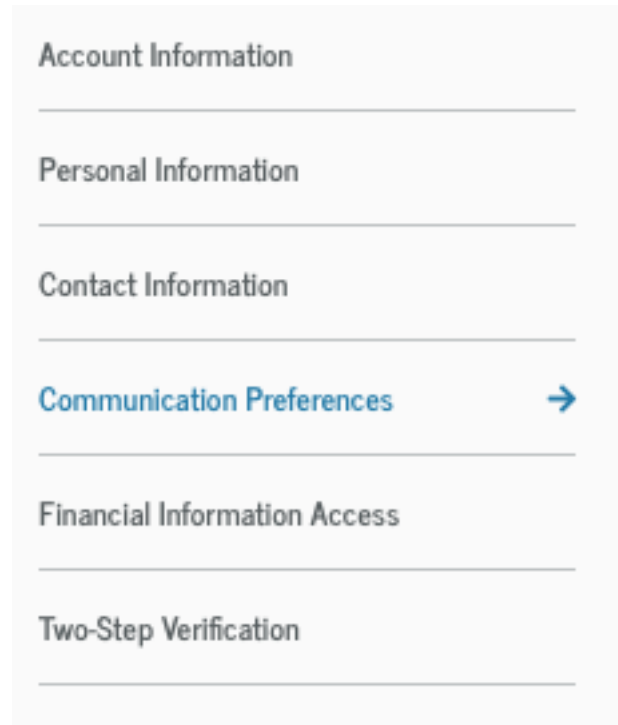 Account Information
Personal Information
Contact Information
Communication Preferences
Financial Information Access
Two-Step Verification